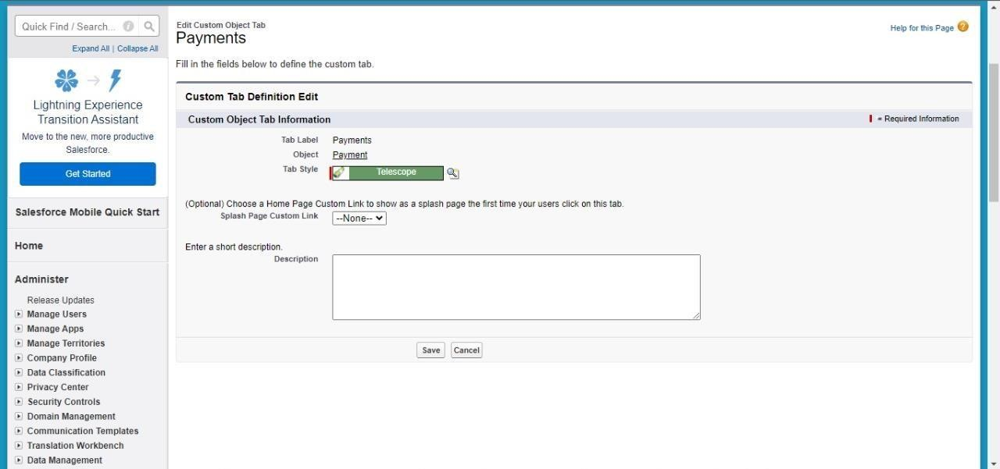 Quick Find / Search...
Expand All | Collapse All
Lightning Experience
Transition Assistant
Move to the new, more productive
Salesforce.
Get Started
Salesforce Mobile Quick Start
Home
Administer
Release Updates
Manage Users
Manage Apps
Manage Territories
Company Profile
Data Classification
Privacy Center
Security Controls
Domain Management
Communication Templates
Translation Workbench
Data Management
Edit Custom Object Tab
Payments
Help for this Page
Fill in the fields below to define the custom tab.
Custom Tab Definition Edit
Custom Object Tab Information
= Required Information
Tab Label Payments
Object Payment
Tab Style Telescope
(Optional) Choose a Home Page Custom Link to show as a splash page the first time your users click on this tab.
Splash Page Custom Link --None--
Enter a short description.
Description
Save Cancel